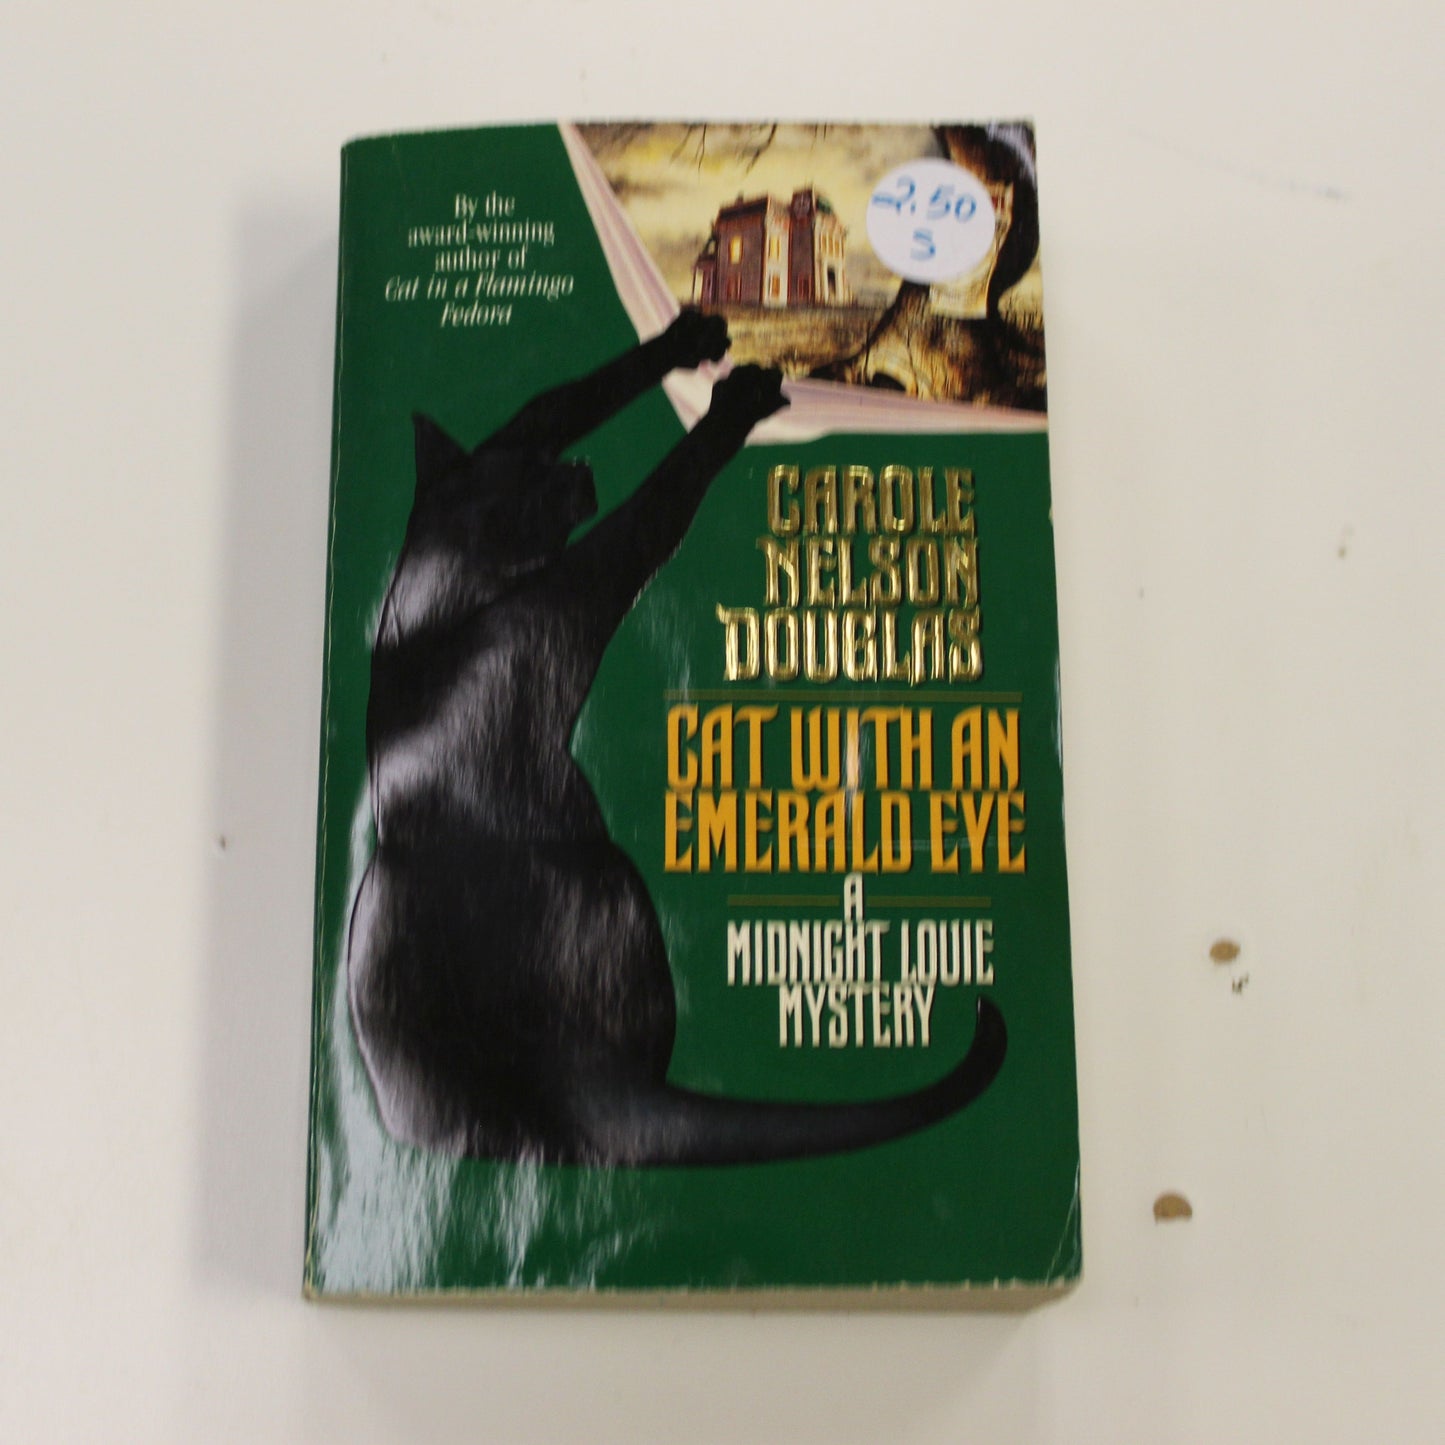 By the
award-winning
author of
Cat in a Flamingo
Fedora
2.50
S
CAROLE
NELSON
DOUGLAS
CAT WITH AN
EMERALD EYE
A
MIDNIGHT LOUIE
MYSTERY